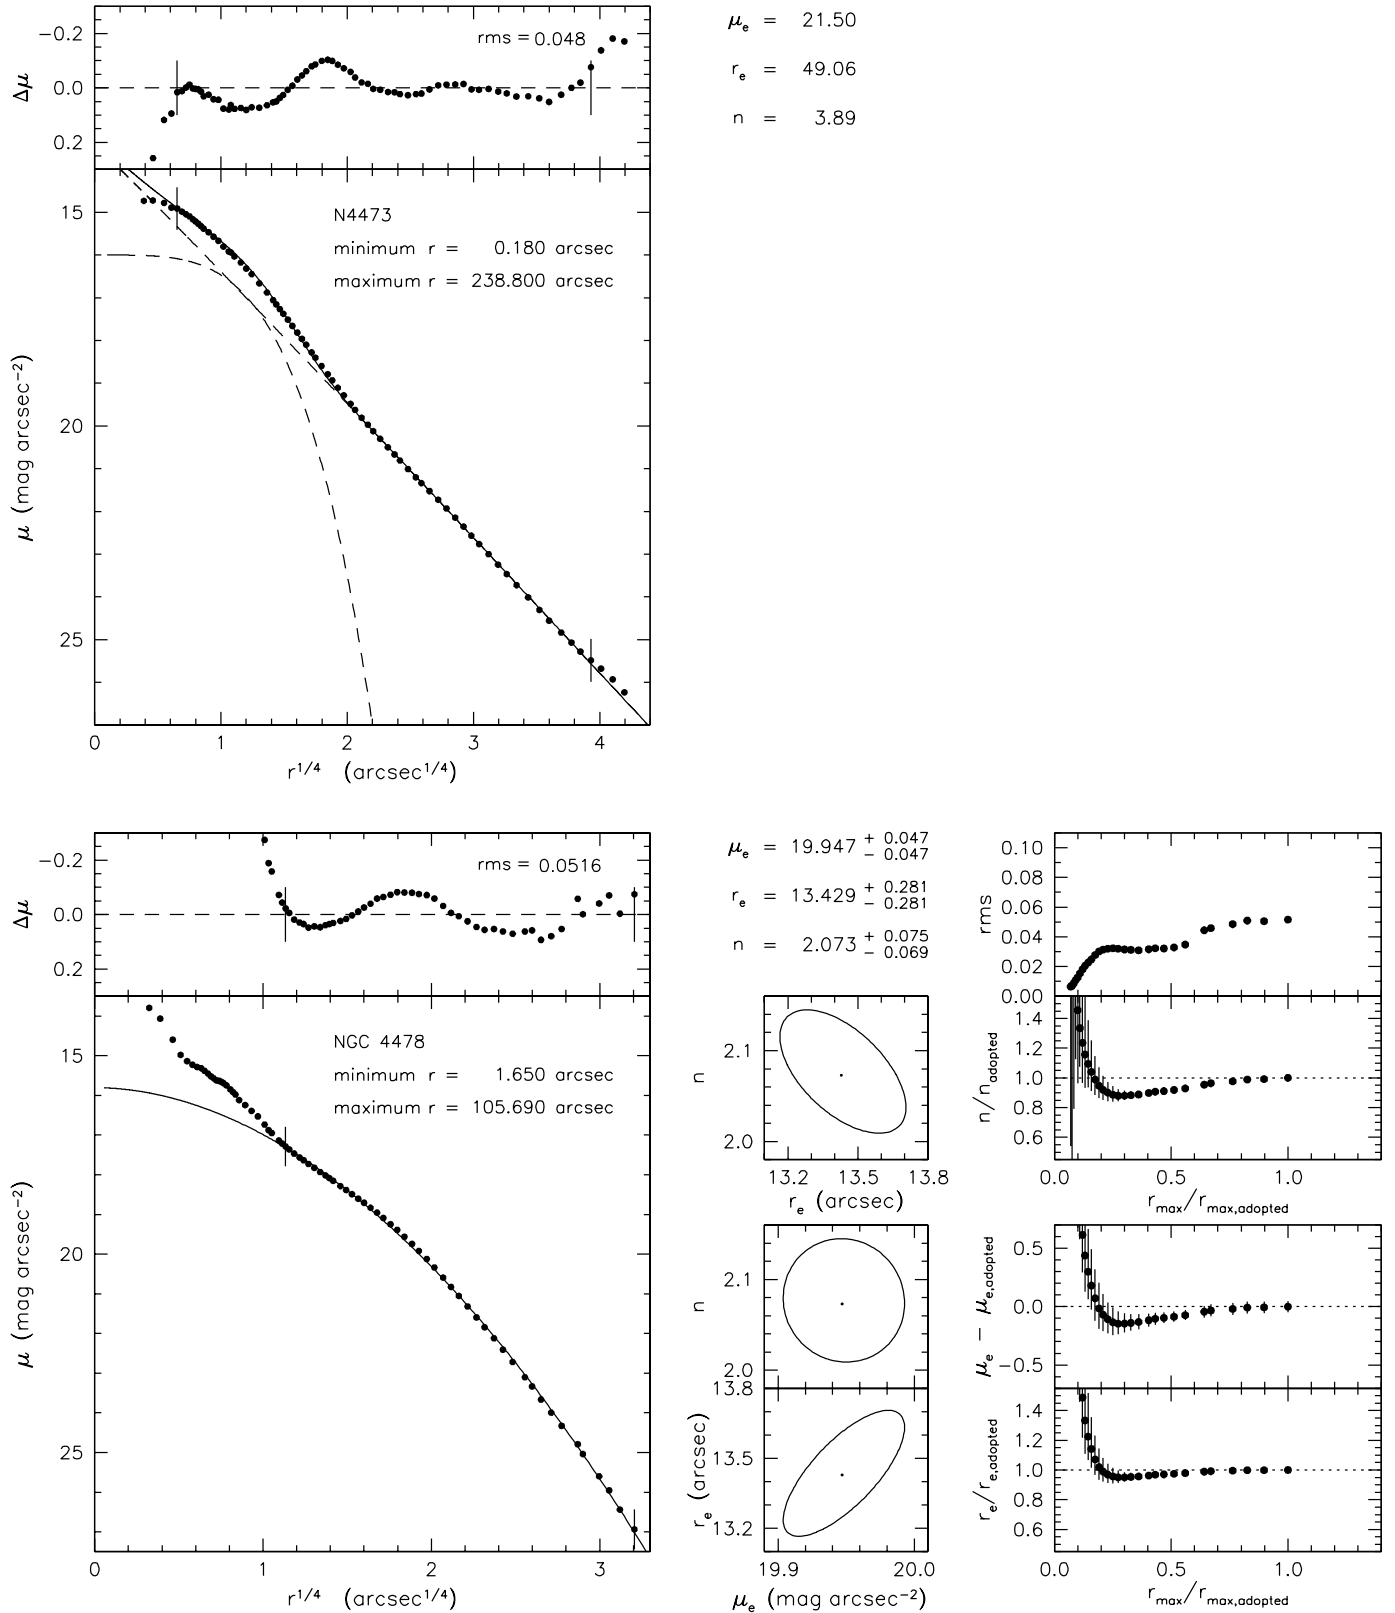 −0.2
0.0
0.2
Δμ
rms = 0.048
μe = 21.50
re = 49.06
n = 3.89
N4473
minimum r = 0.180 arcsec
maximum r = 238.800 arcsec
15
20
25
μ (mag arcsec−2)
0 1 2 3 4
r1/4 (arcsec1/4)
−0.2
0.0
0.2
Δμ
rms = 0.0516
μe = 19.947 + 0.047 − 0.047
re = 13.429 + 0.281 − 0.281
n = 2.073 + 0.075 − 0.069
0.10
0.08
0.06
0.04
0.02
0.00
rms
NGC 4478
minimum r = 1.650 arcsec
maximum r = 105.690 arcsec
15
20
25
μ (mag arcsec−2)
0 1 2 3
r1/4 (arcsec1/4)
2.1
2.0
n
13.2 13.5 13.8
re (arcsec)
1.4
1.2
1.0
0.8
0.6
n/nadopted
0.0 0.5 1.0
rmax/rmax,adopted
2.1
2.0
n
13.8
13.5
13.2
re (arcsec)
19.9 20.0
μe (mag arcsec−2)
0.5
0.0
−0.5
μe − μe,adopted
1.4
1.2
1.0
0.8
0.6
re/re,adopted
0.0 0.5 1.0
rmax/rmax,adopted